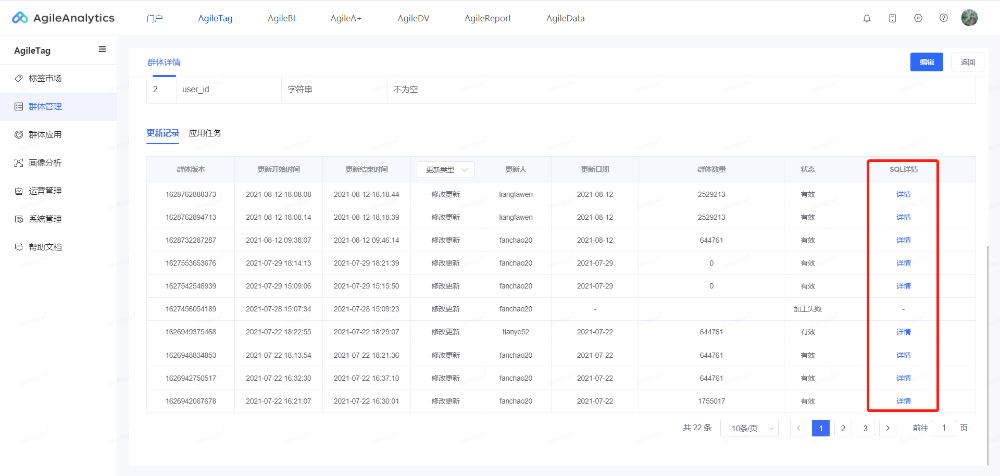 AgileAnalytics 门户 AgileTag AgileBI AgileA+ AgileDV AgileReport AgileData
AgileTag
标签市场
群体管理
群体应用
画像分析
运营管理
系统管理
帮助文档
群体详情 编辑 返回
2 user_id 字符串 不为空
更新记录 应用任务
群体版本 更新开始时间 更新结束时间 更新类型 更新人 更新日期 群体数量 状态 SQL详情
1628762888373 2021-08-12 18:08:08 2021-08-12 18:18:44 修改更新 liangfawen 2021-08-12 2529213 有效 详情
1628762894713 2021-08-12 18:08:14 2021-08-12 18:18:39 修改更新 liangfawen 2021-08-12 2529213 有效 详情
1628732287287 2021-08-12 09:38:07 2021-08-12 09:46:14 修改更新 fanchao20 2021-08-12 644761 有效 详情
1627553653676 2021-07-29 18:14:13 2021-07-29 18:21:39 修改更新 fanchao20 2021-07-29 0 有效 详情
1627542546939 2021-07-29 15:09:06 2021-07-29 15:15:50 修改更新 fanchao20 2021-07-29 0 有效 详情
1627456054189 2021-07-28 15:07:34 2021-07-28 15:09:23 修改更新 fanchao20 - 加工失败 -
1626949375468 2021-07-22 18:22:55 2021-07-22 18:29:07 修改更新 tianye52 2021-07-22 644761 有效 详情
1626948834853 2021-07-22 18:13:54 2021-07-22 18:21:36 修改更新 fanchao20 2021-07-22 644761 有效 详情
1626942750517 2021-07-22 16:32:30 2021-07-22 16:37:10 修改更新 fanchao20 2021-07-22 644761 有效 详情
1626942067678 2021-07-22 16:21:07 2021-07-22 16:30:01 修改更新 fanchao20 2021-07-22 1755017 有效 详情
共 22 条 10条/页 1 2 3 前往 1 页
dongyu7